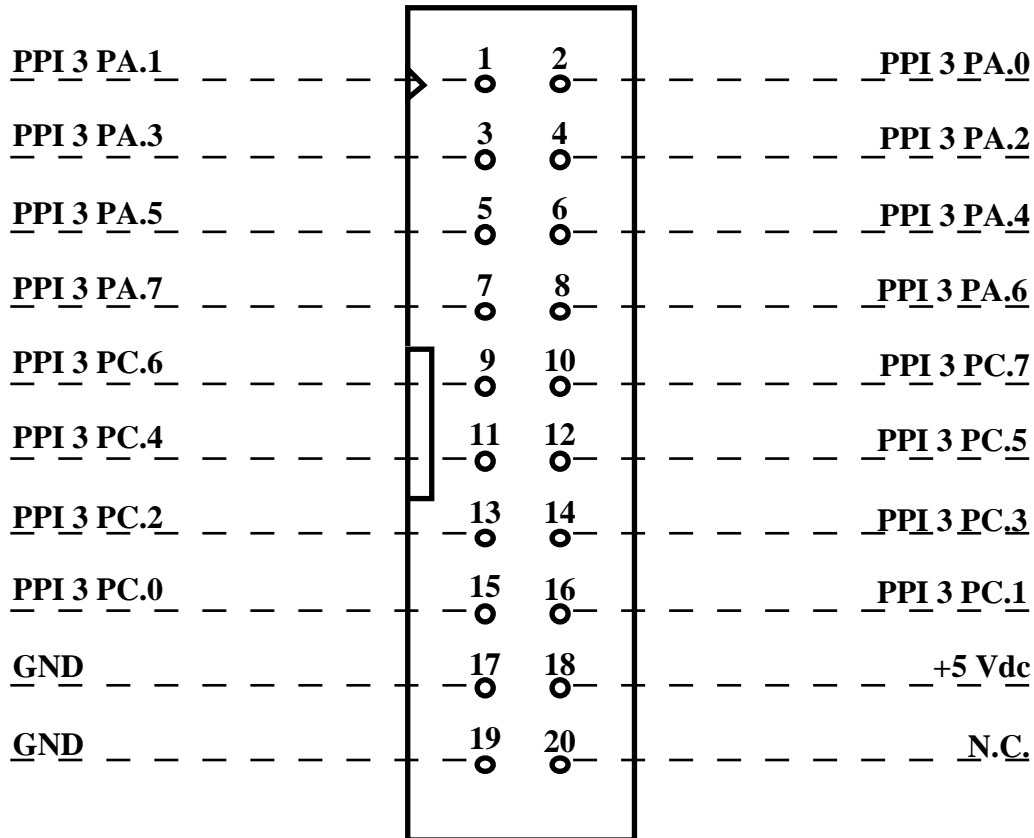 PPI 3 PA.1 1 2 PPI 3 PA.0
PPI 3 PA.3 3 4 PPI 3 PA.2
PPI 3 PA.5 5 6 PPI 3 PA.4
PPI 3 PA.7 7 8 PPI 3 PA.6
PPI 3 PC.6 9 10 PPI 3 PC.7
PPI 3 PC.4 11 12 PPI 3 PC.5
PPI 3 PC.2 13 14 PPI 3 PC.3
PPI 3 PC.0 15 16 PPI 3 PC.1
GND 17 18 +5 Vdc
GND 19 20 N.C.